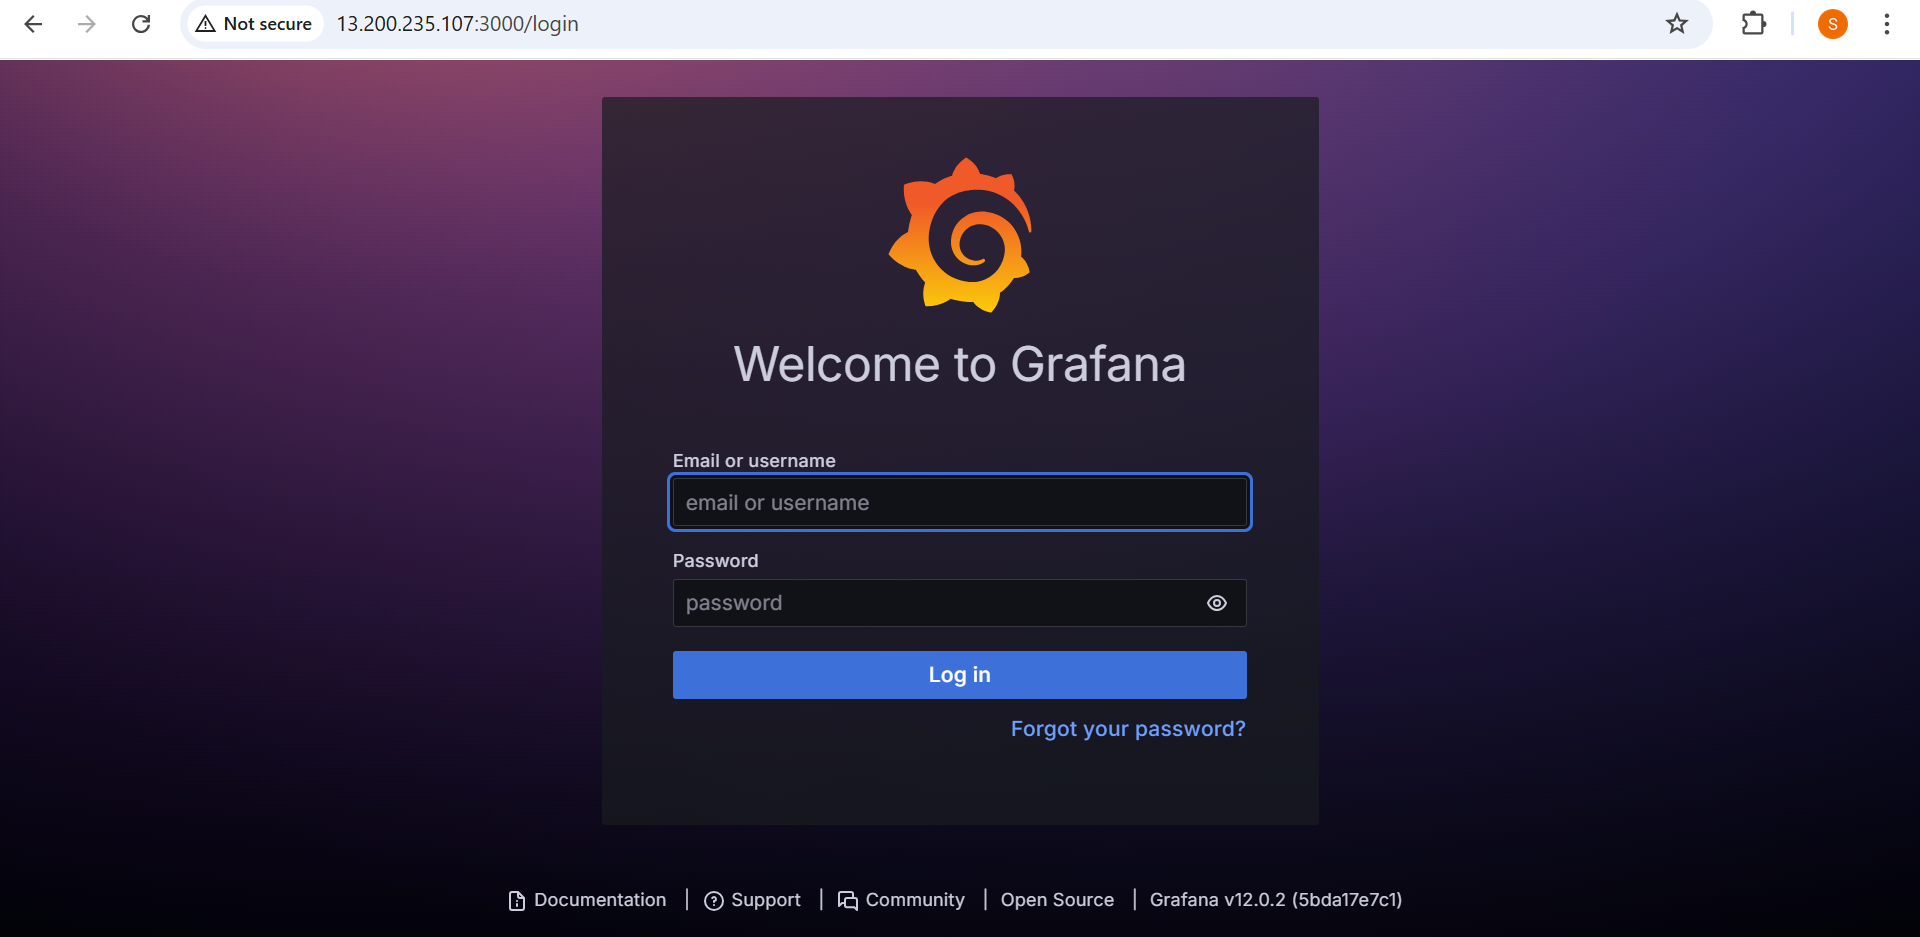 Not secure 13.200.235.107:3000/login S
Welcome to Grafana
Email or username
email or username
Password
password
Log in
Forgot your password?
Documentation | Support | Community | Open Source | Grafana v12.0.2 (5bda17e7c1)